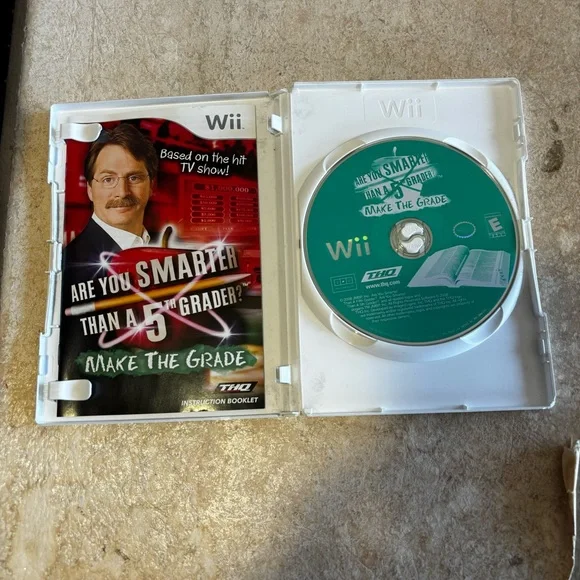 Wii
Based on the hit
TV show!
ARE YOU SMARTER
THAN A 5TH GRADER?
MAKE THE GRADE
THQ
INSTRUCTION BOOKLET
Wii
ARE YOU SMARTER
THAN A 5TH GRADER?
MAKE THE GRADE
Wii
E
THQ
www.thq.com